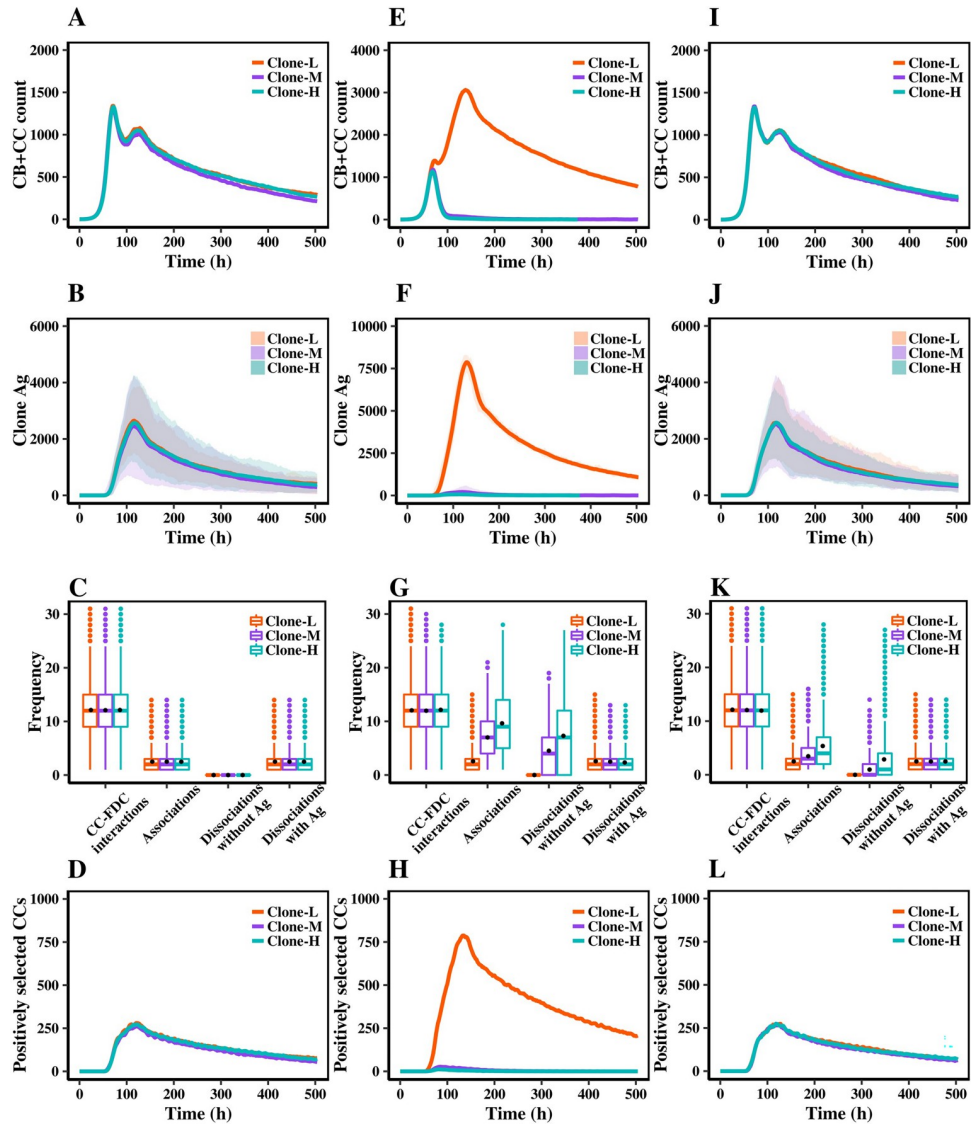 A
CB+CC count
2000
1500
1000
500
0
Clone-L
Clone-M
Clone-H
0 100 200 300 400 500
Time (h)
E
CB+CC count
4000
3000
2000
1000
0
Clone-L
Clone-M
Clone-H
0 100 200 300 400 500
Time (h)
I
CB+CC count
2000
1500
1000
500
0
Clone-L
Clone-M
Clone-H
0 100 200 300 400 500
Time (h)
B
Clone Ag
6000
4000
2000
0
Clone-L
Clone-M
Clone-H
0 100 200 300 400 500
Time (h)
F
Clone Ag
10000
7500
5000
2500
0
Clone-L
Clone-M
Clone-H
0 100 200 300 400 500
Time (h)
J
Clone Ag
6000
4000
2000
0
Clone-L
Clone-M
Clone-H
0 100 200 300 400 500
Time (h)
C
Frequency
30
20
10
0
Clone-L
Clone-M
Clone-H
CC-FDC
interactions
Associations
Dissociations
without Ag
Dissociations
with Ag
G
Frequency
30
20
10
0
Clone-L
Clone-M
Clone-H
CC-FDC
interactions
Associations
Dissociations
without Ag
Dissociations
with Ag
K
Frequency
30
20
10
0
Clone-L
Clone-M
Clone-H
CC-FDC
interactions
Associations
Dissociations
without Ag
Dissociations
with Ag
D
Positively selected CCs
1000
750
500
250
0
Clone-L
Clone-M
Clone-H
0 100 200 300 400 500
Time (h)
H
Positively selected CCs
1000
750
500
250
0
Clone-L
Clone-M
Clone-H
0 100 200 300 400 500
Time (h)
L
Positively selected CCs
1000
750
500
250
0
Clone-L
Clone-M
Clone-H
0 100 200 300 400 500
Time (h)